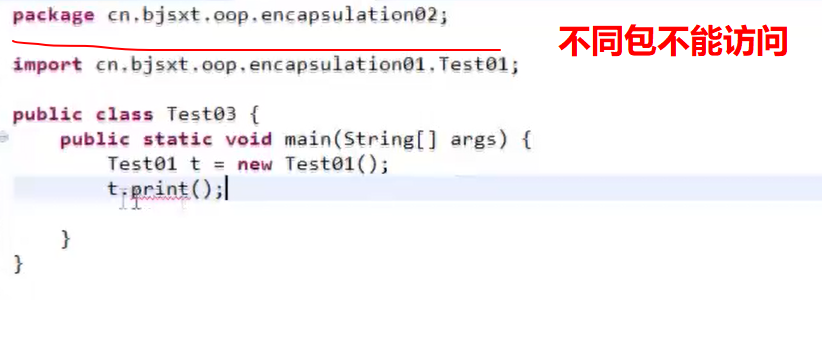 package cn.bjsxt.oop.encapsulation02;
不同包不能访问
import cn.bjsxt.oop.encapsulation01.Test01;
public class Test03 {
public static void main(String[] args) {
Test01 t = new Test01();
t.print();
}
}